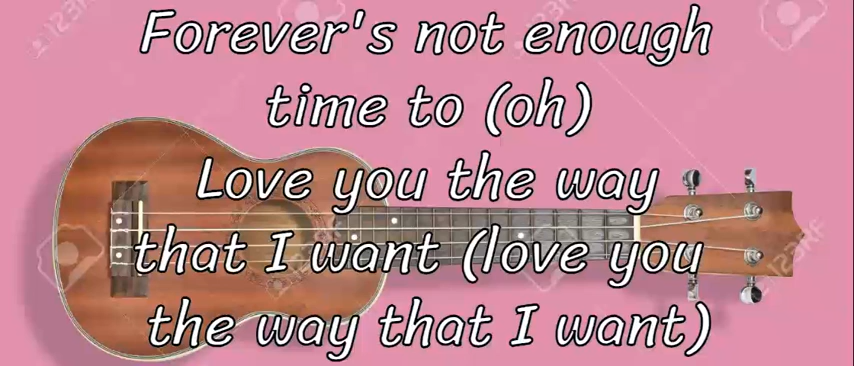 Forever's not enough
time to (oh)
Love you the way
that I want (love you
the way that I want)